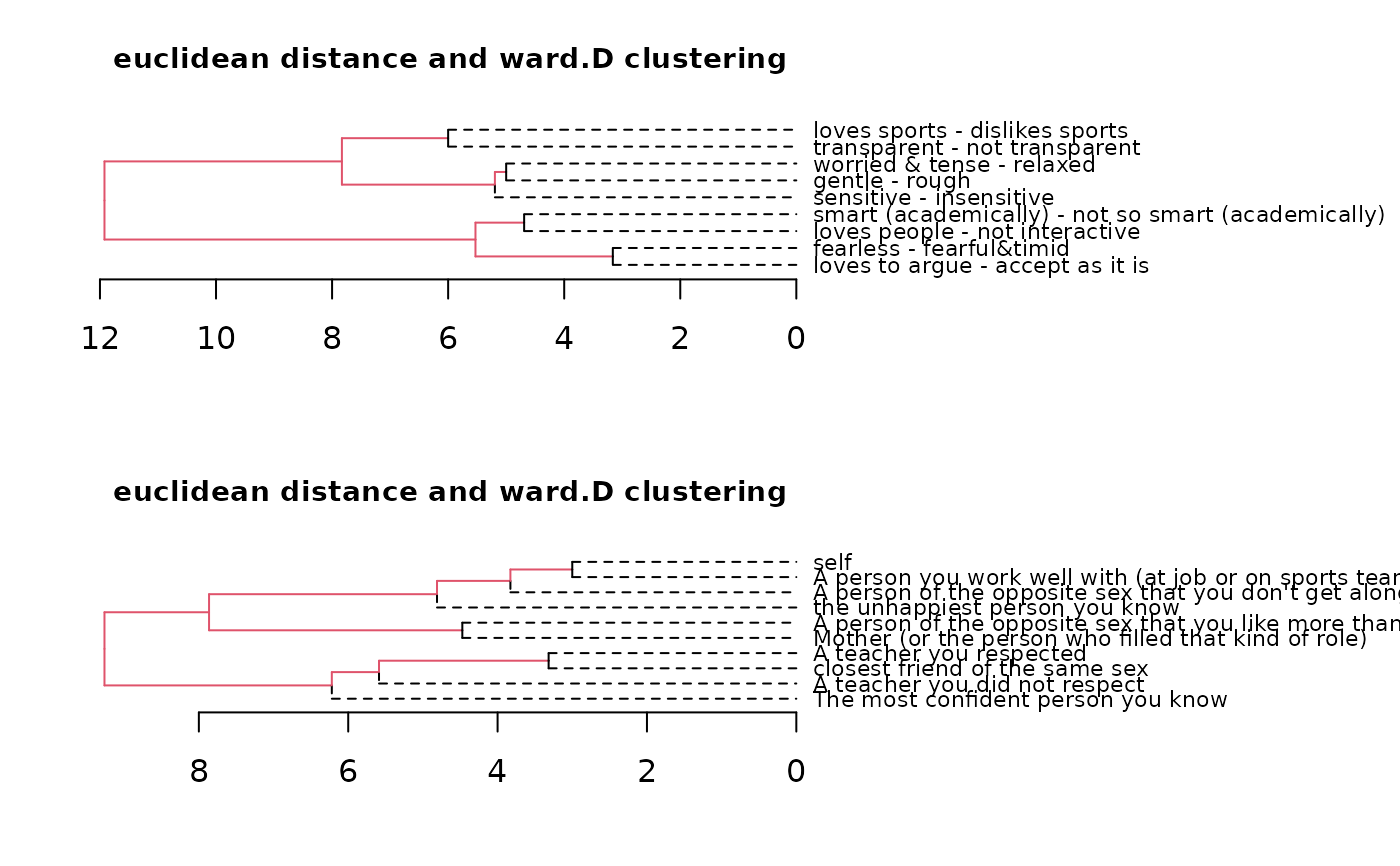 euclidean distance and ward.D clustering
loves sports - dislikes sports
transparent - not transparent
worried & tense - relaxed
gentle - rough
sensitive - insensitive
smart (academically) - not so smart (academically)
loves people - not interactive
fearless - fearful&timid
loves to argue - accept as it is
12 10 8 6 4 2 0
euclidean distance and ward.D clustering
self
A person you work well with (at job or on sports tear
A person of the opposite sex that you don't get along
the unhappiest person you know
A person of the opposite sex that you like more than
Mother (or the person who filled that kind of role)
A teacher you respected
closest friend of the same sex
A teacher you did not respect
The most confident person you know
8 6 4 2 0